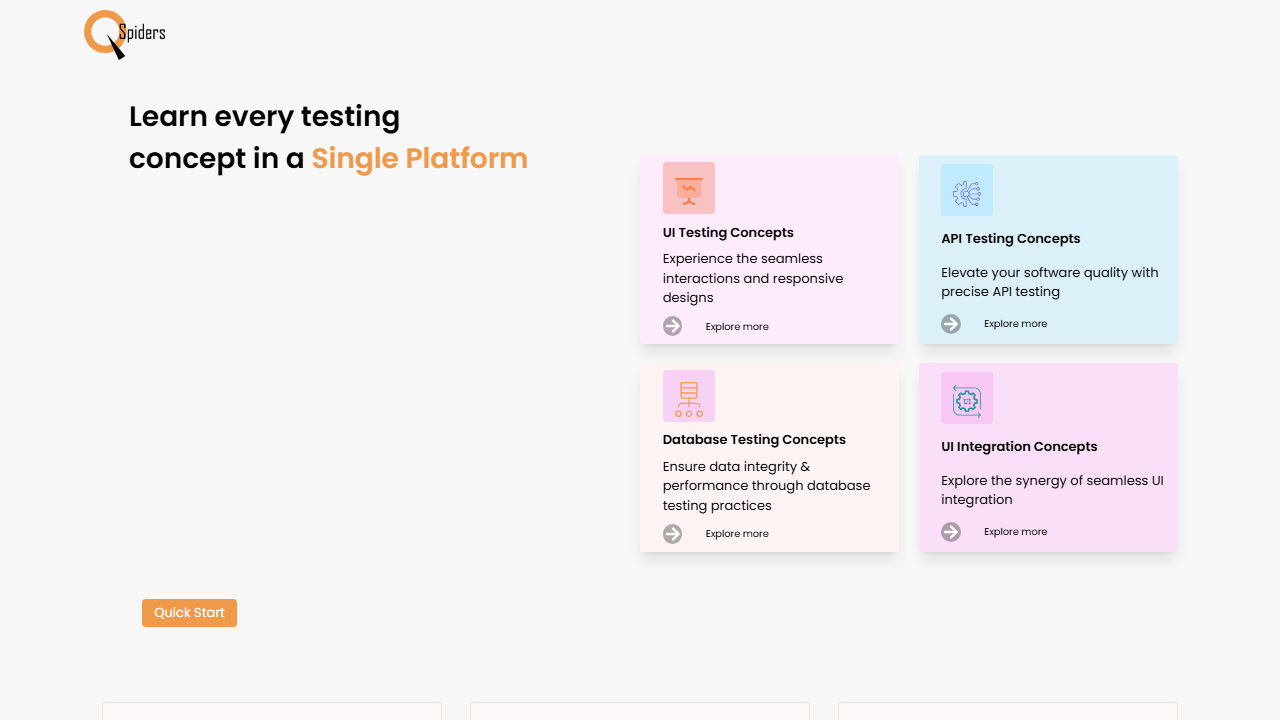 Spiders
Learn every testing
concept in a Single Platform
UI Testing Concepts
Experience the seamless
interactions and responsive
designs
Explore more
API Testing Concepts
Elevate your software quality with
precise API testing
Explore more
Database Testing Concepts
Ensure data integrity &
performance through database
testing practices
Explore more
UI
UI Integration Concepts
Explore the synergy of seamless UI
integration
Explore more
Quick Start